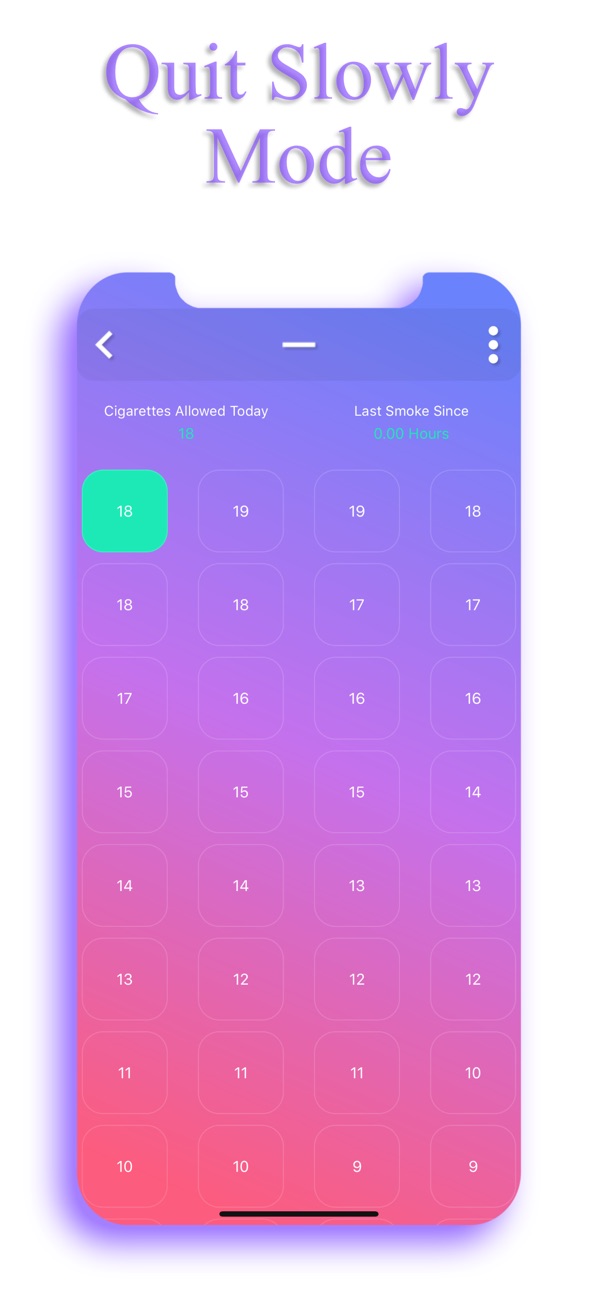 Quit Slowly
Mode
Cigarettes Allowed Today Last Smoke Since
18 0.00 Hours
18 19 19 18
18 18 17 17
17 16 16 16
15 15 15 14
14 14 13 13
13 12 12 12
11 11 11 10
10 10 9 9